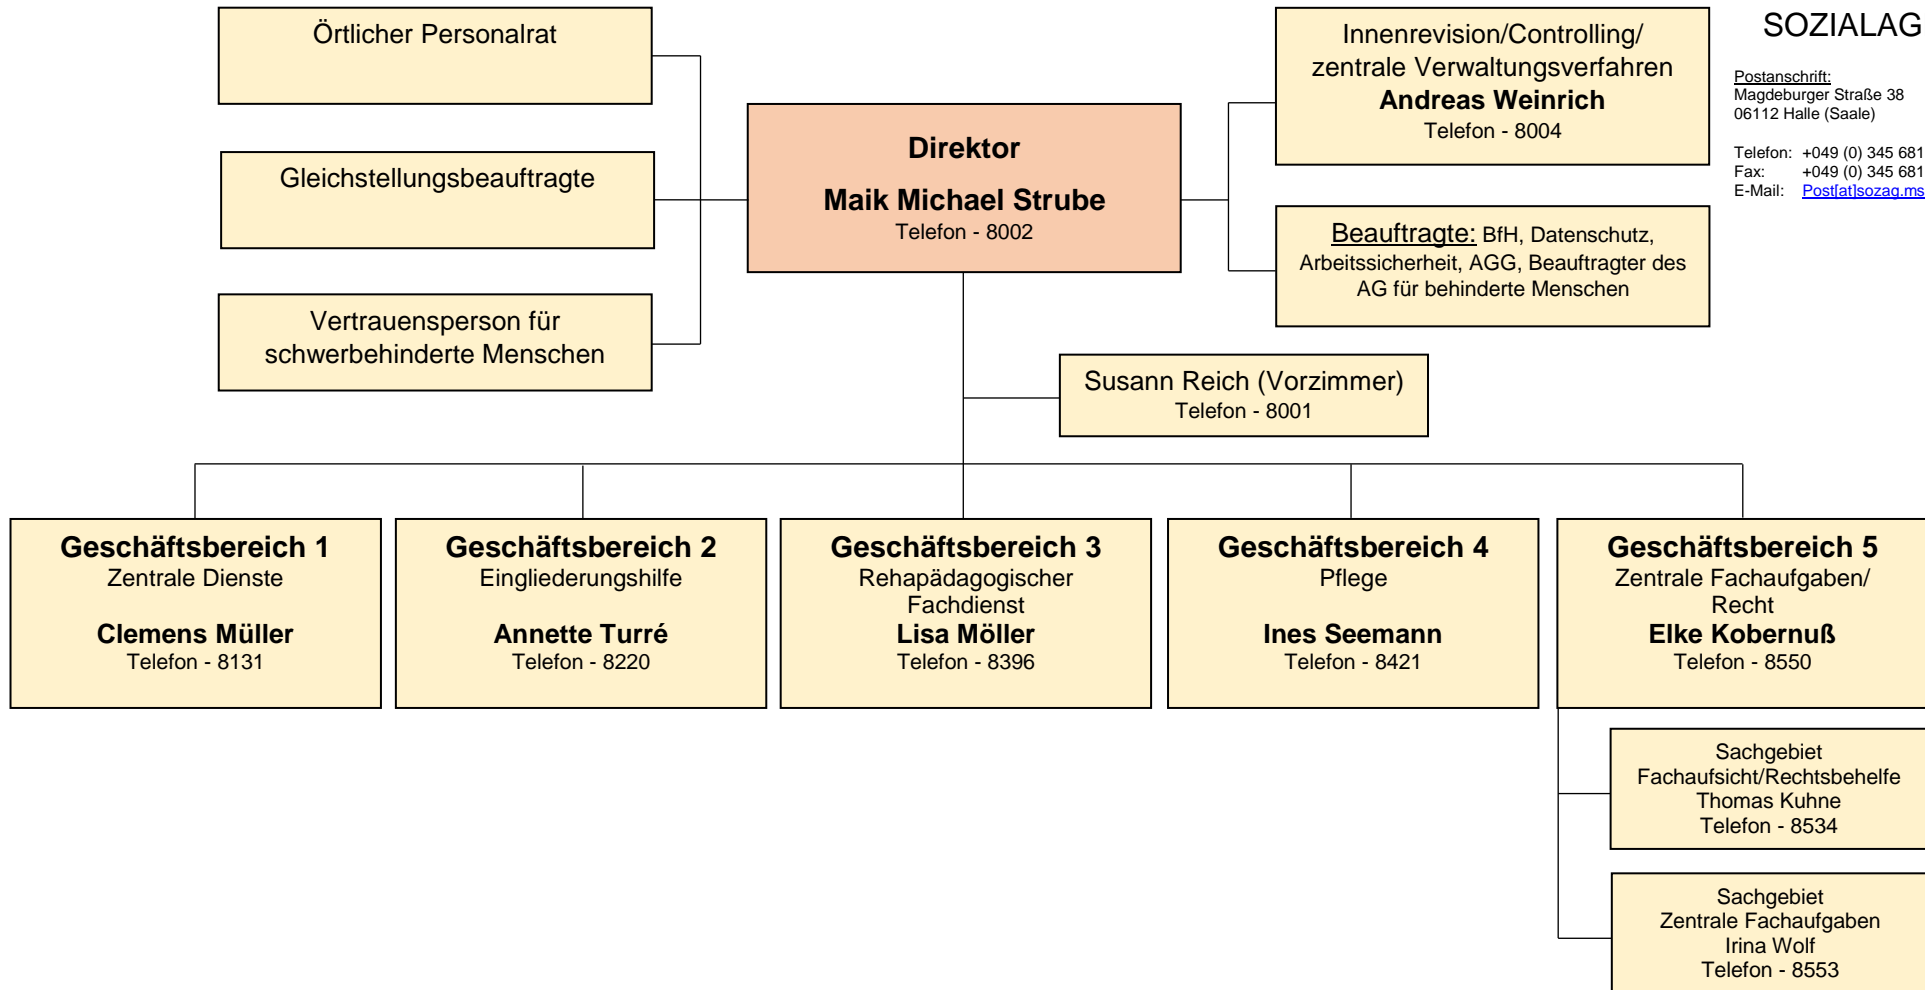 Örtlicher Personalrat
Gleichstellungsbeauftragte
Vertrauensperson für
schwerbehinderte Menschen
Direktor
Maik Michael Strube
Telefon - 8002
Innenrevision/Controlling/
zentrale Verwaltungsverfahren
Andreas Weinrich
Telefon - 8004
Beauftragte: BfH, Datenschutz,
Arbeitssicherheit, AGG, Beauftragter des
AG für behinderte Menschen
SOZIALAG
Postanschrift:
Magdeburger Straße 38
06112 Halle (Saale)
Telefon: +049 (0) 345 681
Fax: +049 (0) 345 681
E-Mail: Post[at]sozag.ms
Susann Reich (Vorzimmer)
Telefon - 8001
Geschäftsbereich 1
Zentrale Dienste
Clemens Müller
Telefon - 8131
Geschäftsbereich 2
Eingliederungshilfe
Annette Turré
Telefon - 8220
Geschäftsbereich 3
Rehapädagogischer
Fachdienst
Lisa Möller
Telefon - 8396
Geschäftsbereich 4
Pflege
Ines Seemann
Telefon - 8421
Geschäftsbereich 5
Zentrale Fachaufgaben/
Recht
Elke Kobernuß
Telefon - 8550
Sachgebiet
Fachaufsicht/Rechtsbehelfe
Thomas Kuhne
Telefon - 8534
Sachgebiet
Zentrale Fachaufgaben
Irina Wolf
Telefon - 8553